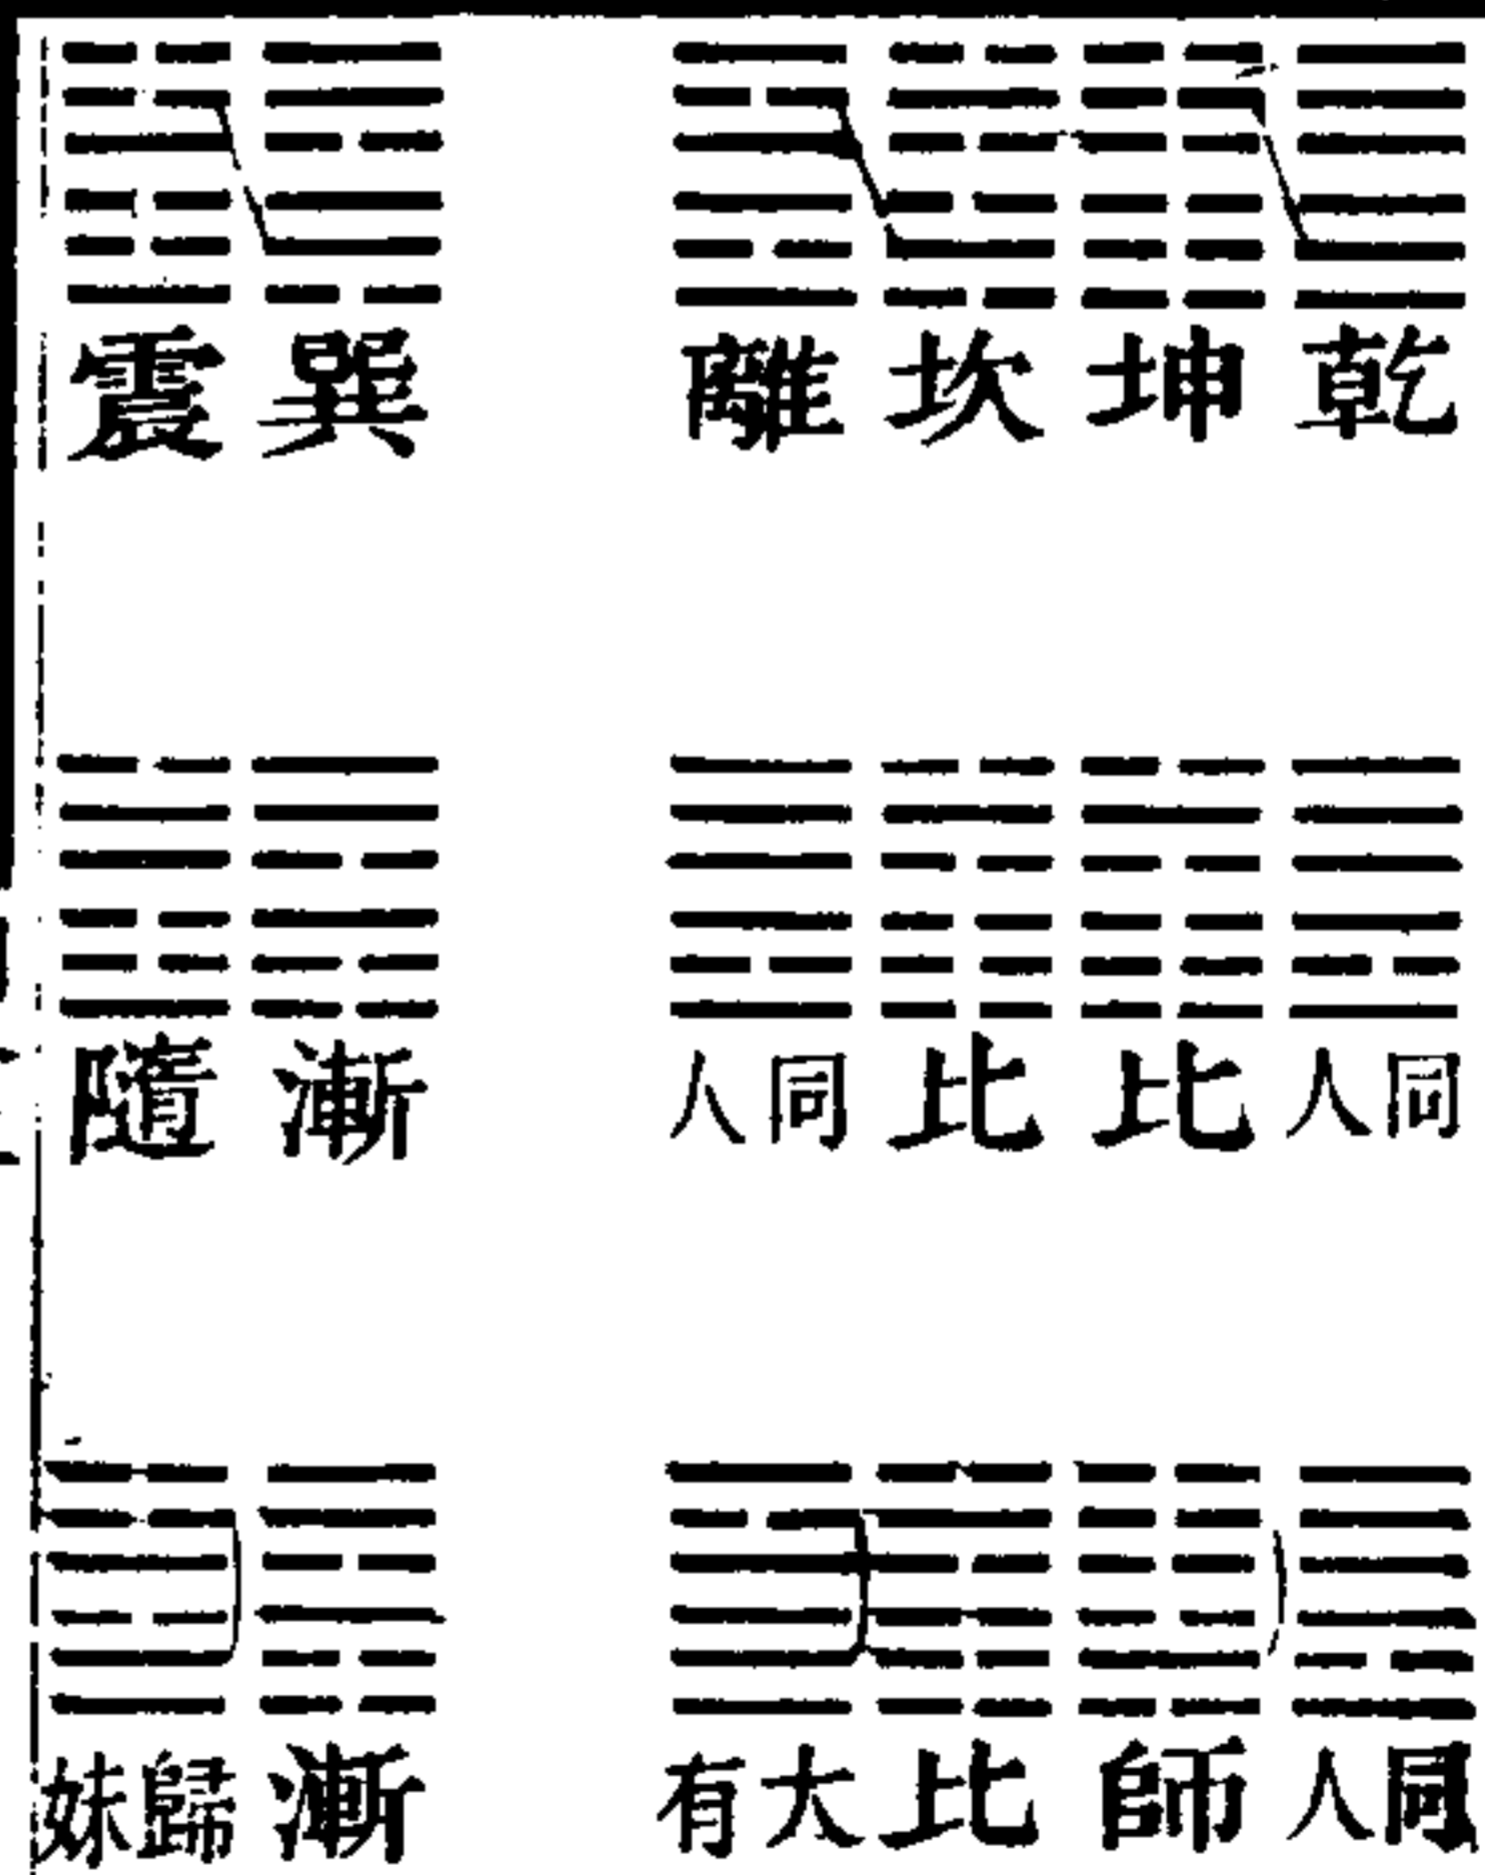 乾 坤 坎 離 巽 震
同人 比 比 同人 漸 隨
同人 師 比 大有 漸 歸妹